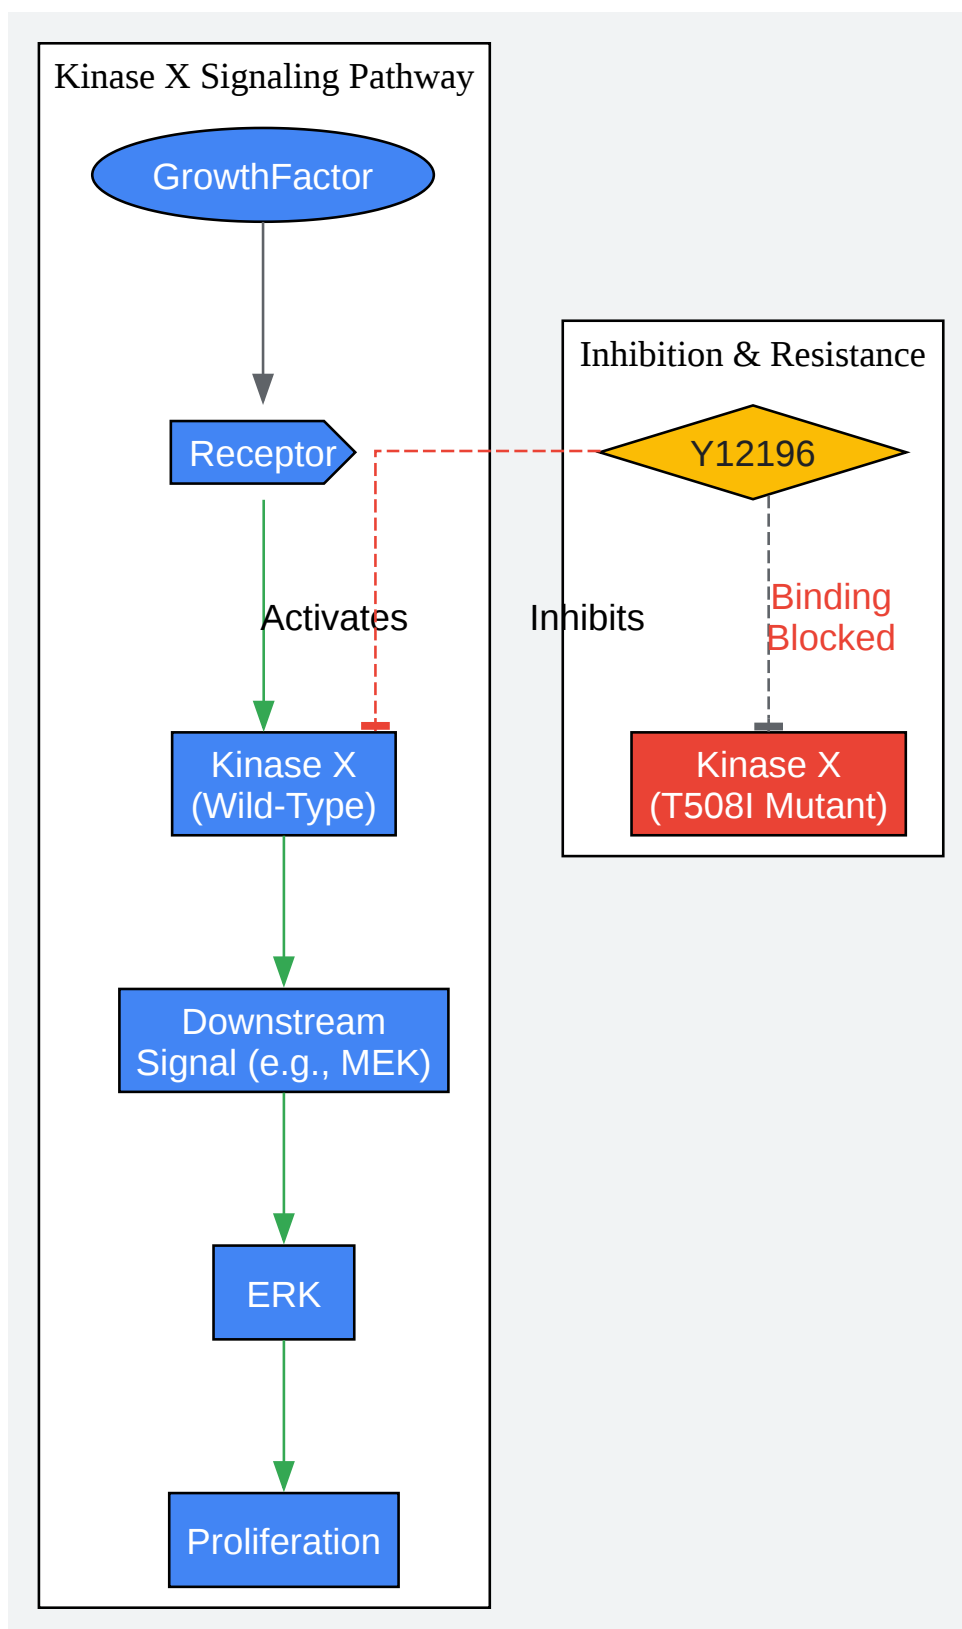 Kinase X Signaling Pathway
GrowthFactor
Receptor
Activates
Kinase X
(Wild-Type)
Downstream
Signal (e.g., MEK)
ERK
Proliferation
Inhibition & Resistance
Y12196
Inhibits
Binding
Blocked
Kinase X
(T508I Mutant)